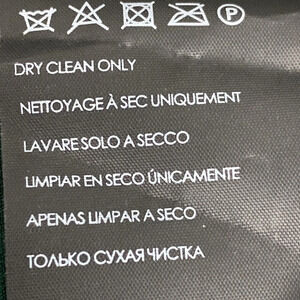 P
DRY CLEAN ONLY
NETTOYAGE À SEC UNIQUEMENT
LAVARE SOLO A SECCO
LIMPIAR EN SECO ÚNICAMENTE
APENAS LIMPAR A SECO
ТОЛЬКО СУХАЯ ЧИСТКА